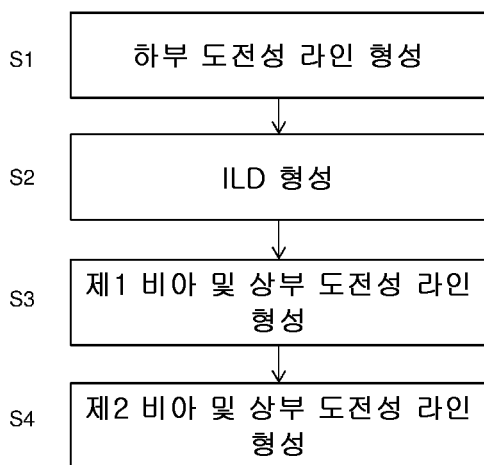 S1
하부 도전성 라인 형성
S2
ILD 형성
S3
제1 비아 및 상부 도전성 라인
형성
S4
제2 비아 및 상부 도전성 라인
형성